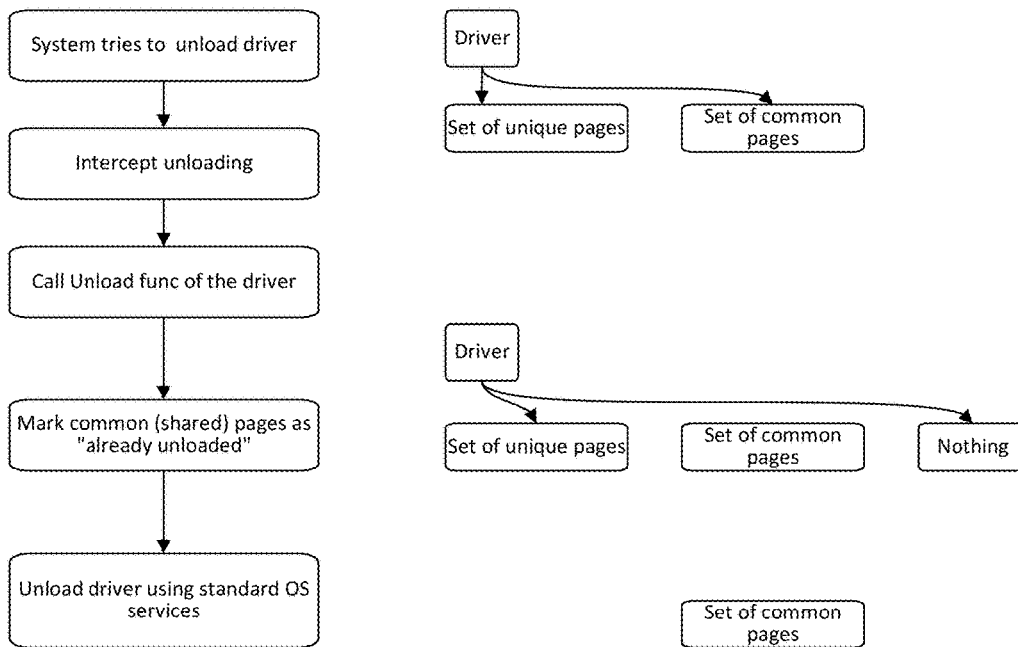 System tries to unload driver
Driver
Set of unique pages
Set of common
pages
Intercept unloading
Call Unload func of the driver
Driver
Mark common (shared) pages as
"already unloaded"
Set of unique pages
Set of common
pages
Nothing
Unload driver using standard OS
services
Set of common
pages